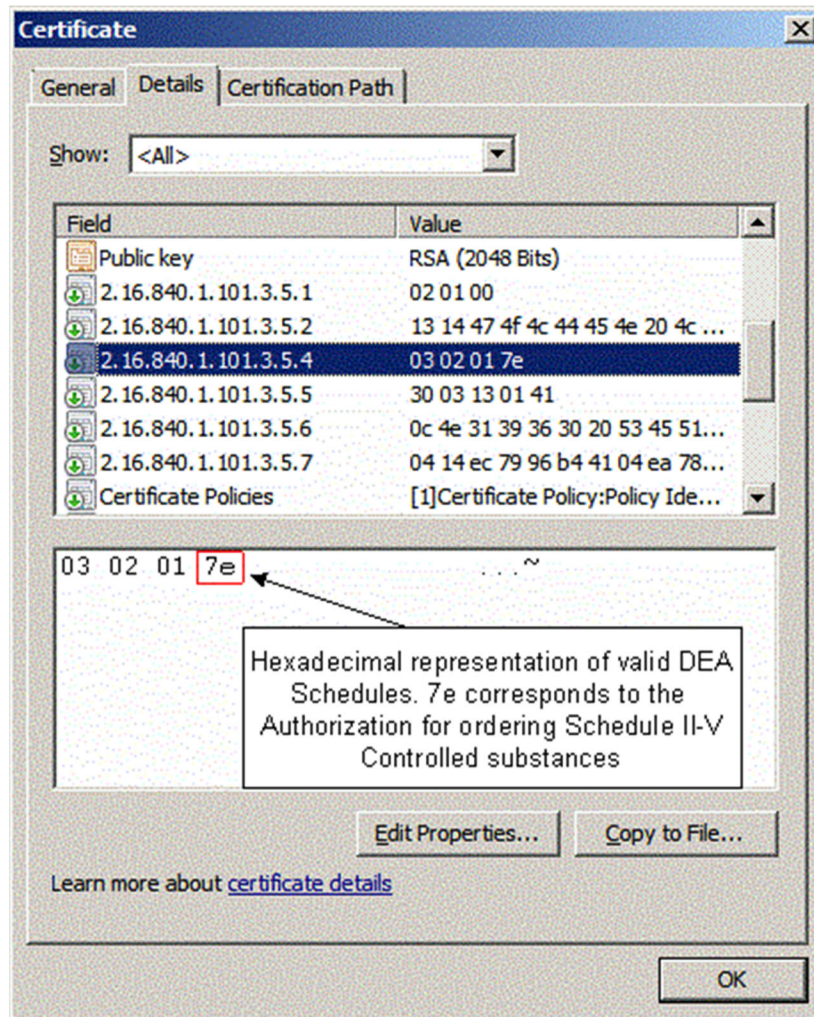 Certificate
General Details Certification Path
Show: <All>
Field Value
Public key RSA (2048 Bits)
2.16.840.1.101.3.5.1 02 01 00
2.16.840.1.101.3.5.2 13 14 47 4f 4c 44 45 4e 20 4c ...
2.16.840.1.101.3.5.4 03 02 01 7e
2.16.840.1.101.3.5.5 30 03 13 01 41
2.16.840.1.101.3.5.6 0c 4e 31 39 36 30 20 53 45 51...
2.16.840.1.101.3.5.7 04 14 ec 79 96 b4 41 04 ea 78...
Certificate Policies [1]Certificate Policy:Policy Ide...
03 02 01 7e ...~
Hexadecimal representation of valid DEA
Schedules. 7e corresponds to the
Authorization for ordering Schedule II-V
Controlled substances
Edit Properties... Copy to File...
Learn more about certificate details
OK